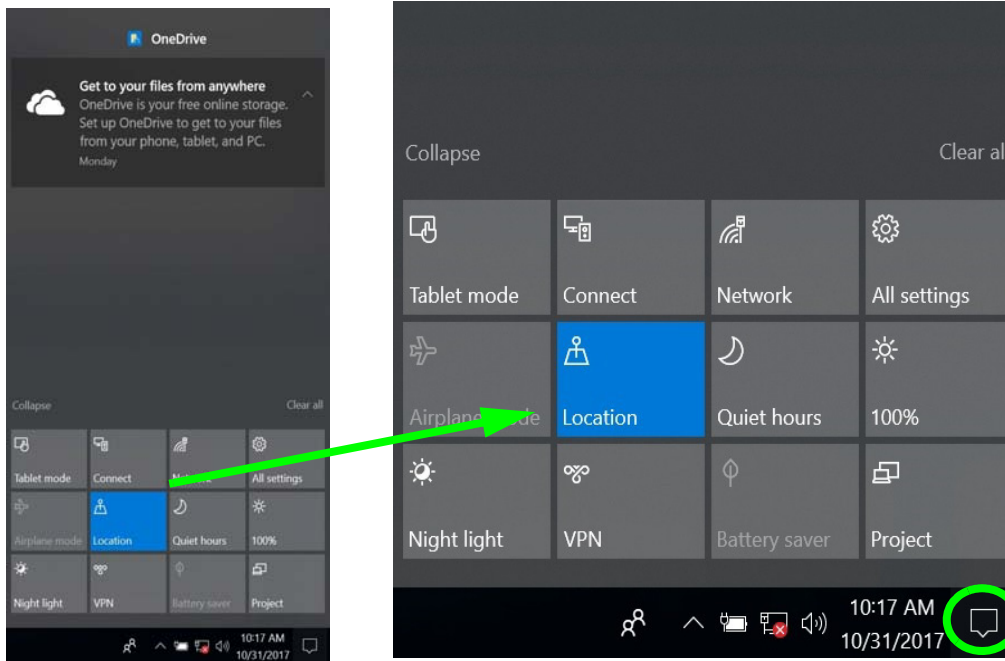 OneDrive
Get to your files from anywhere
OneDrive is your free online storage.
Set up OneDrive to get to your files
from your phone, tablet, and PC.
Monday
Collapse Clear all
Tablet mode Connect Network All settings
Airplane mode Location Quiet hours 100%
Night light VPN Battery saver Project
10:17 AM
10/31/2017
Collapse Clear al
Tablet mode Connect Network All settings
Airplane mode Location Quiet hours 100%
Night light VPN Battery saver Project
10:17 AM
10/31/2017